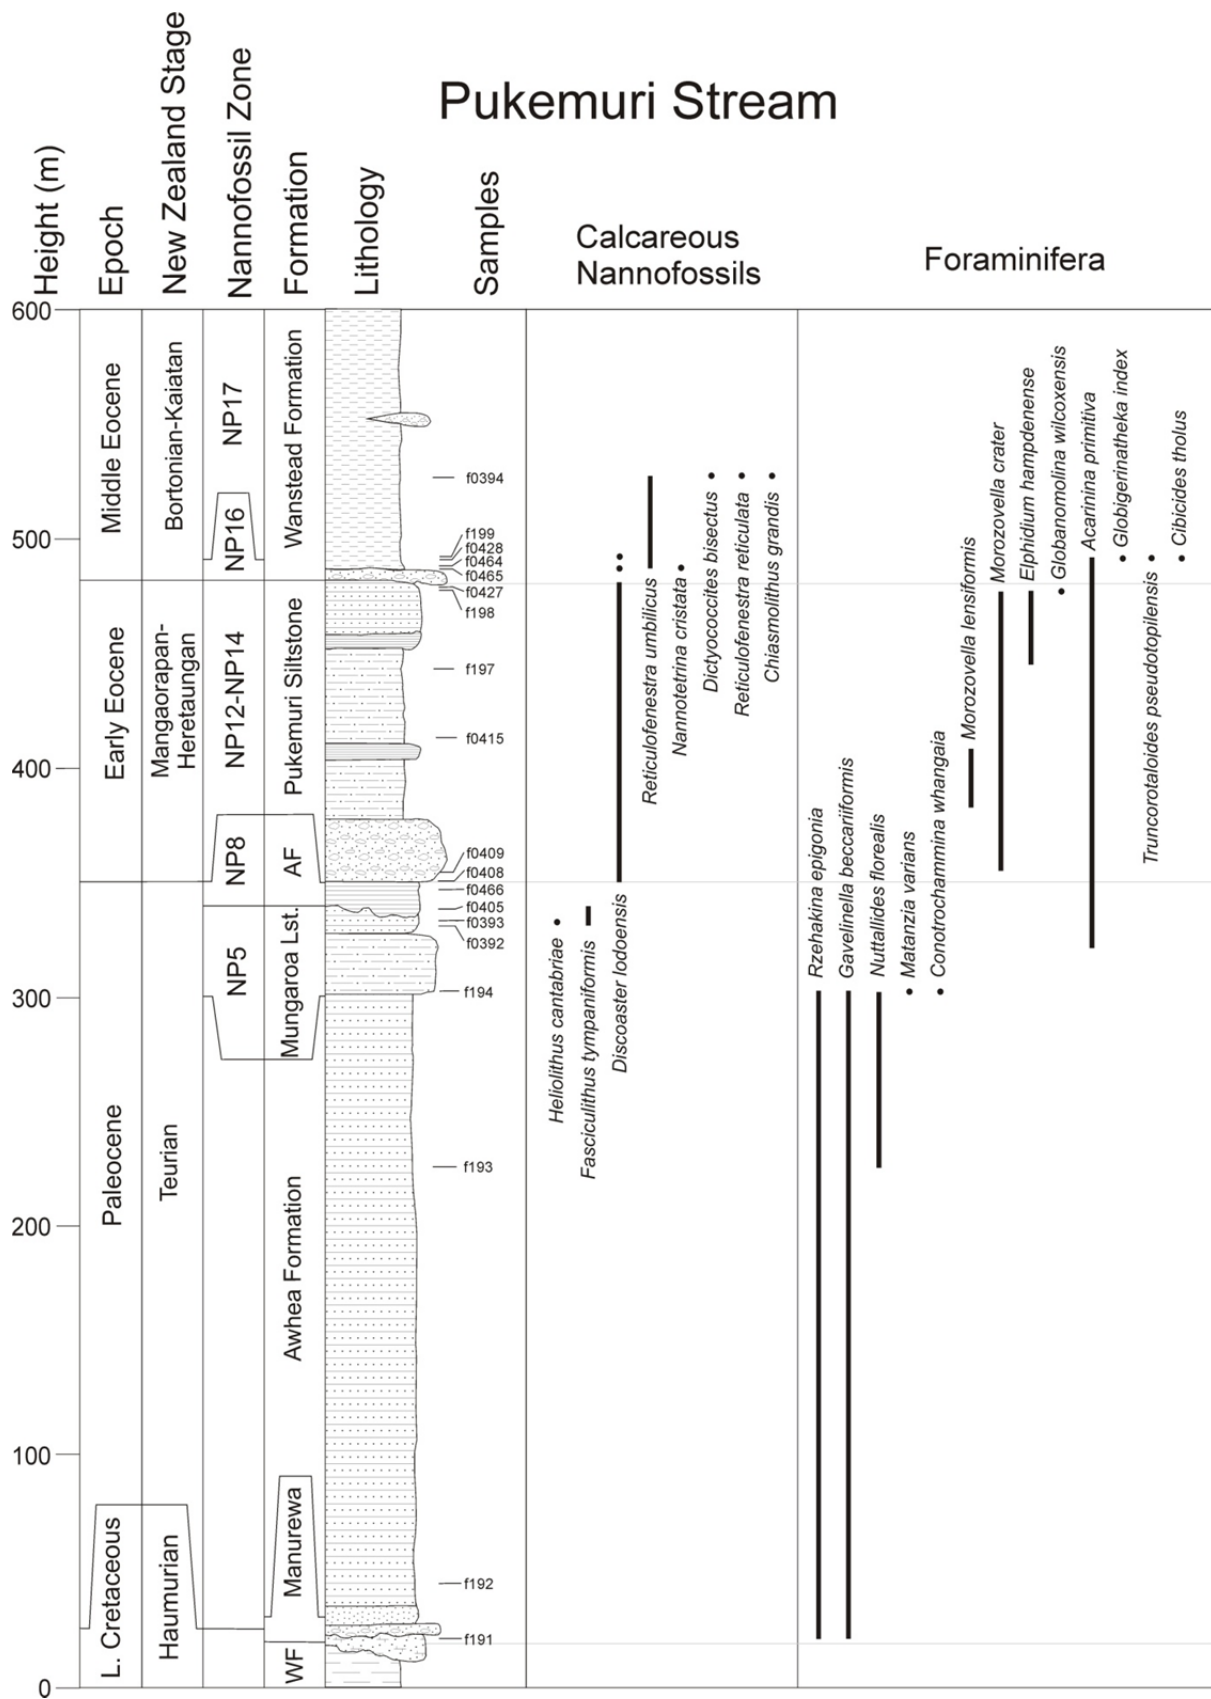 Pukemuri Stream
Height (m)
Epoch
New Zealand Stage
Nannofossil Zone
Formation
Lithology
Samples
Calcareous
Nannofossils
Foraminifera
600
500
400
300
200
100
0
Middle Eocene
Early Eocene
Paleocene
L. Cretaceous
Bortonian-Kaiatan
Mangaorapan-
Heretaungan
Teurian
Haumurian
NP17
NP16
NP12-NP14
NP8
NP5
Wanstead Formation
Pukemuri Siltstone
AF
Mungaroa Lst.
Awhea Formation
Manurewa
WF
f0394
f199
f0428
f0464
f0465
f0427
f198
f197
f0415
f0409
f0408
f0466
f0405
f0393
f0392
f194
f193
f192
f191
Heliolithus cantabriae
Fasciculithus tympaniformis
Discoaster lodoensis
Reticulofenestra umbilicus
Nannotetrina cristata
Dictyococcites bisectus
Reticulofenestra reticulata
Chiasmolithus grandis
Rzehakina epigonia
Gavelinella beccariiformis
Nuttallides florealis
Matanzia varians
Conotrochammina whangaia
Morozovella lensiformis
Morozovella crater
Elphidium hampdenense
Globanomolina wilcoxensis
Acarinina primitiva
Globigerinatheka index
Truncorotaloides pseudotopilensis
Cibicides tholus